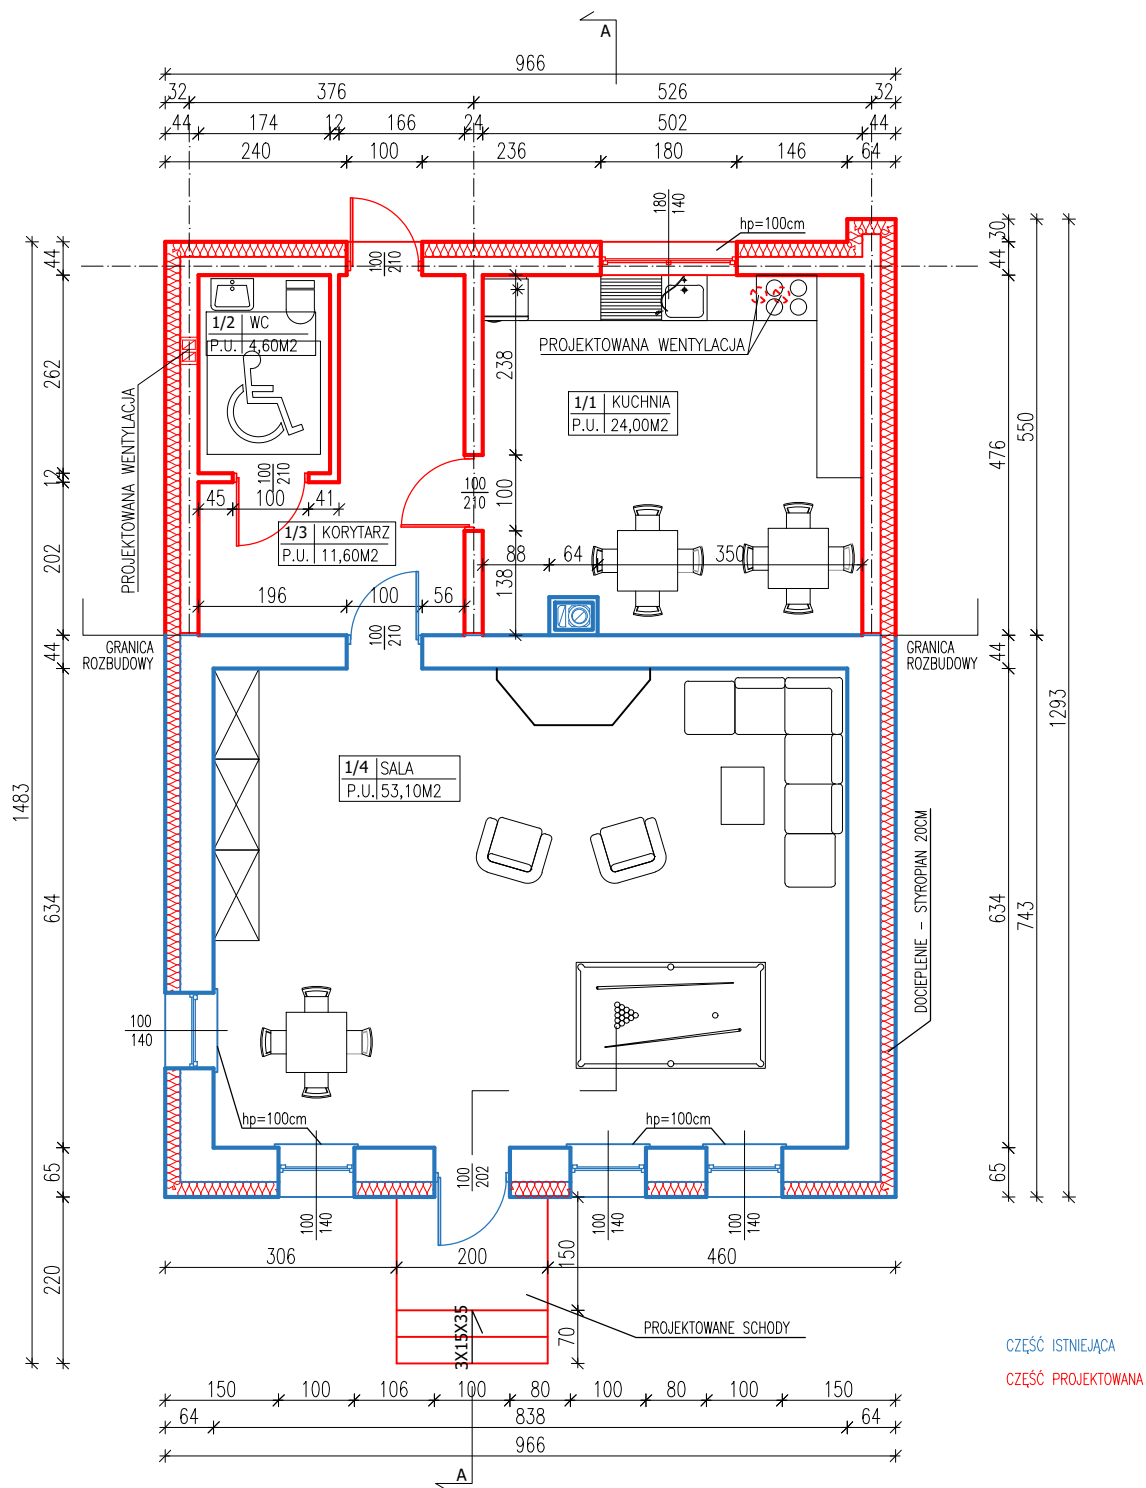 A
966
32 376 526 32
44 174 12 166 24 502 44
240 100 236 180 146 64
180
140
hp=100cm
30
44
44
100
210
1/2 WC
P.U. 4,60M2
PROJEKTOWANA WENTYLACJA
PROJEKTOWANA WENTYLACJA
238
262
1/1 KUCHNIA
P.U. 24,00M2
550
476
12
100
210
100
210
100
45 100 41
1/3 KORYTARZ
P.U. 11,60M2
202
88 64 350
138
196 100 56
100
210
GRANICA
ROZBUDOWY
GRANICA
ROZBUDOWY
44
44
1293
1/4 SALA
P.U. 53,10M2
1483
DOCIEPLENIE - STYROPIAN 20CM
634
634
743
100
140
hp=100cm
hp=100cm
65
65
100
202
100
140
100
140
100
140
306 200 460
150
220
70
3X15X35
PROJEKTOWANE SCHODY
CZĘŚĆ ISTNIEJĄCA
CZĘŚĆ PROJEKTOWANA
150 100 106 100 80 100 80 100 150
64 838 64
966
A